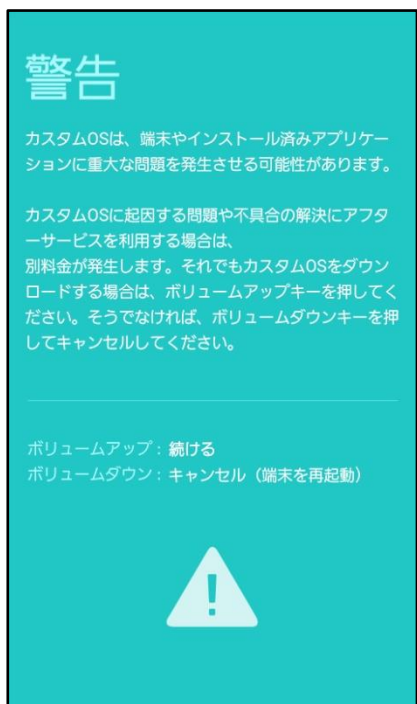 警告
カスタムOSは、端末やインストール済みアプリケー
ションに重大な問題を発生させる可能性があります。
カスタムOSに起因する問題や不具合の解決にアフタ
ーサービスを利用する場合は、
別料金が発生します。それでもカスタムOSをダウン
ロードする場合は、ボリュームアップキーを押してく
ださい。そうでなければ、ボリュームダウンキーを押
してキャンセルしてください。
ボリュームアップ : 続ける
ボリュームダウン : キャンセル（端末を再起動）